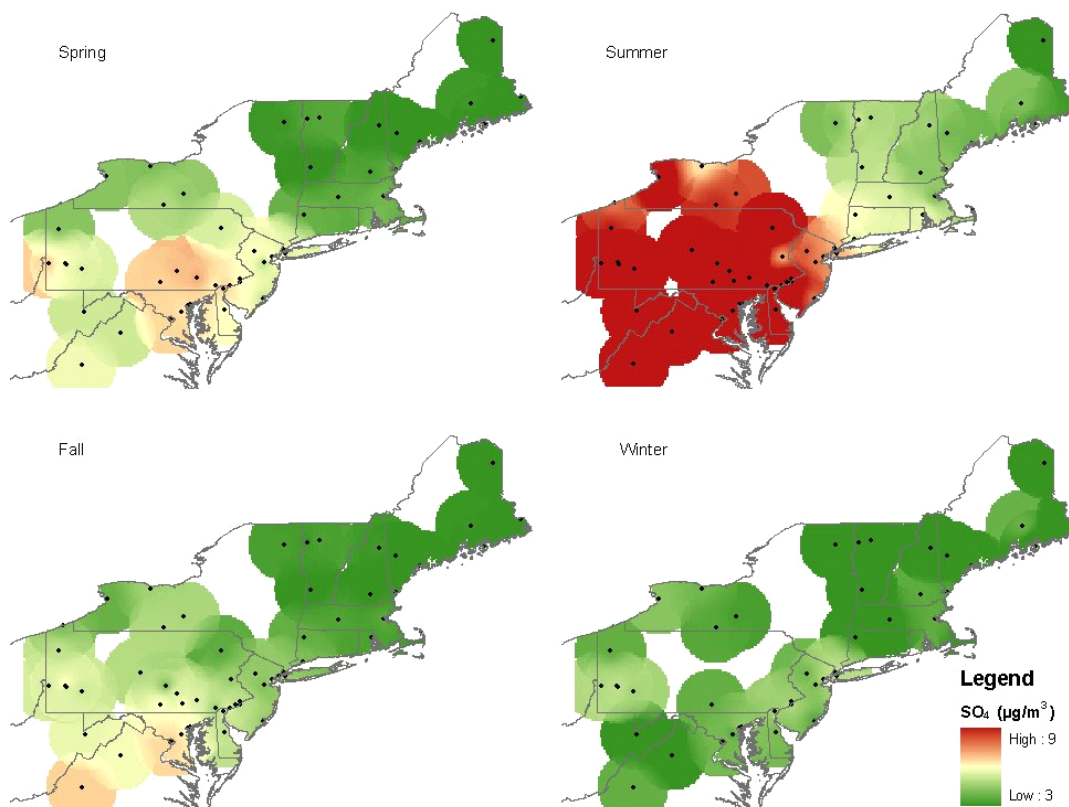 Spring
Summer
Fall
Winter
Legend
SO₄ (µg/m³)
High : 9
Low : 3